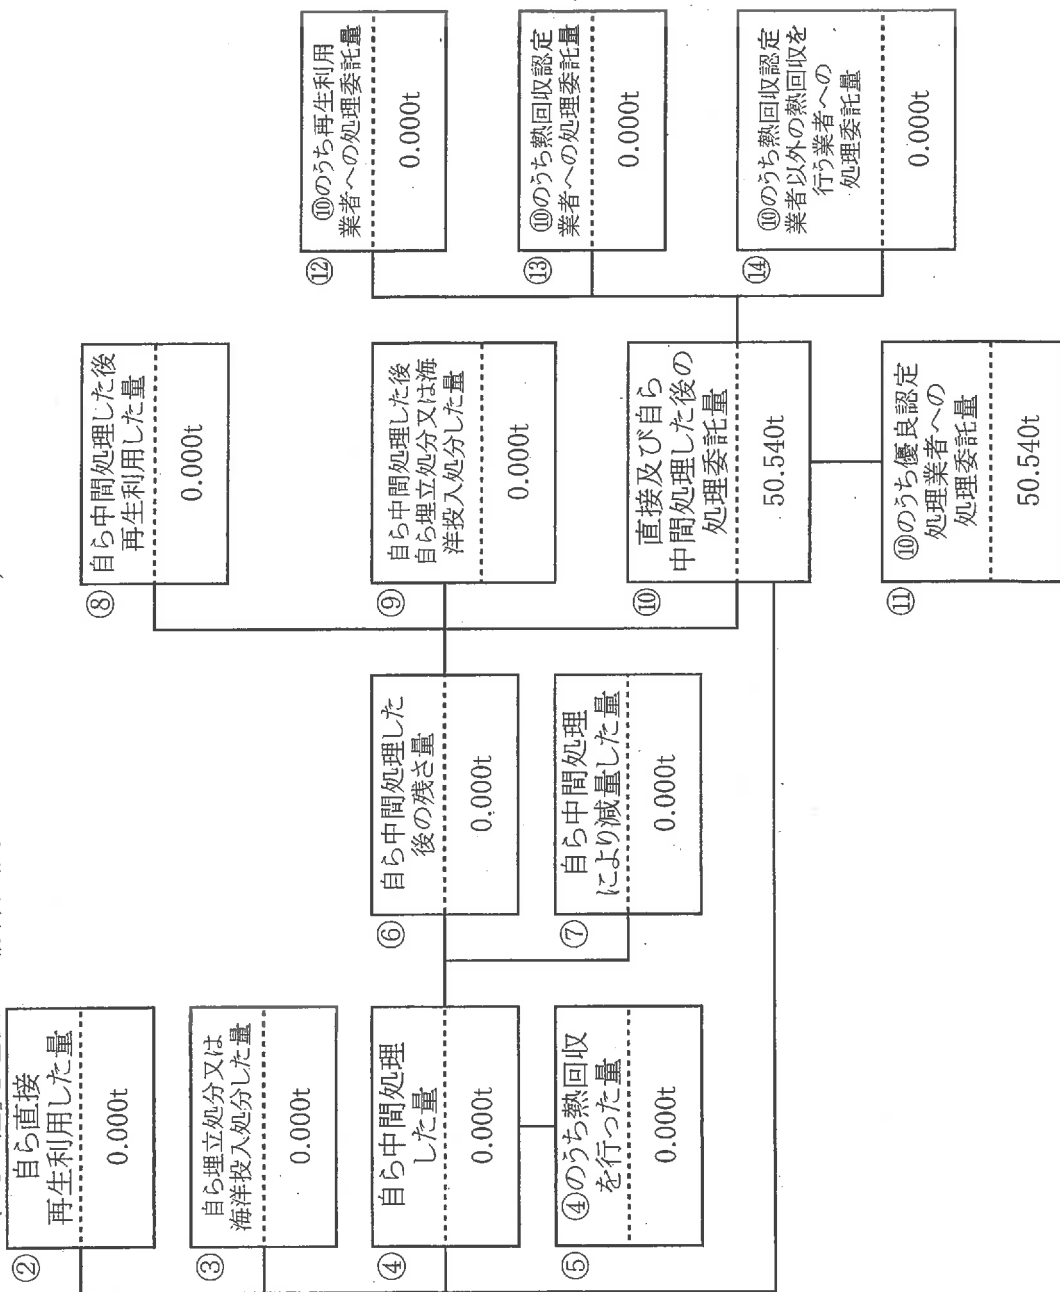 ②
自ら直接
再生利用した量
0.000t
③
自ら埋立処分又は
海洋投入処分した量
0.000t
④
自ら中間処理
した量
0.000t
⑤
④のうち熱回収
を行った量
0.000t
⑥
自ら中間処理した
後の残さ量
0.000t
⑦
自ら中間処理
により減量した量
0.000t
⑧
自ら中間処理した後
再生利用した量
0.000t
⑨
自ら中間処理した後
自ら埋立処分又は海
洋投入処分した量
0.000t
⑩
直接及び自ら
中間処理した後の
処理委託量
50.540t
⑪
⑩のうち優良認定
処理業者への
処理委託量
50.540t
⑫
⑩のうち再生利用
業者への処理委託量
0.000t
⑬
⑩のうち熱回収認定
業者への処理委託量
0.000t
⑭
⑩のうち熱回収認定
業者以外の熱回収を
行う業者への
処理委託量
0.000t